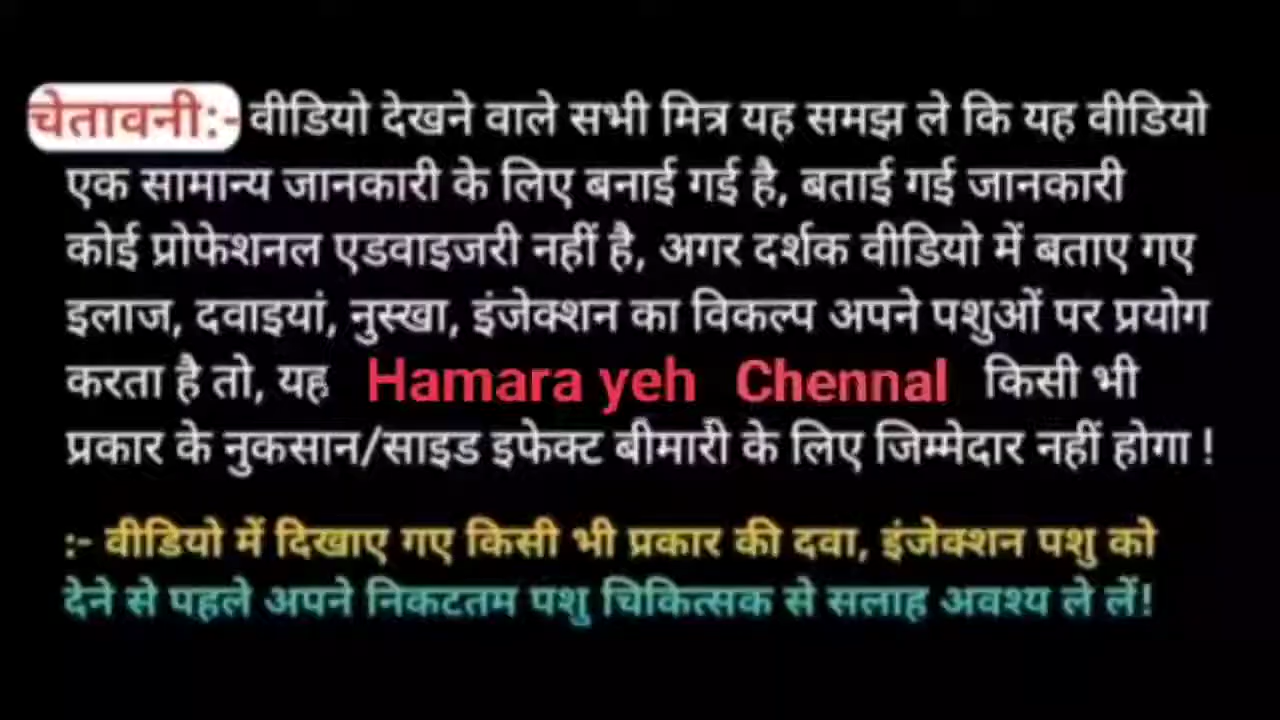 चेतावनी:- वीडियो देखने वाले सभी मित्र यह समझ ले कि यह वीडियो
एक सामान्य जानकारी के लिए बनाई गई है, बताई गई जानकारी
कोई प्रोफेशनल एडवाइजरी नहीं है, अगर दर्शक वीडियो में बताए गए
इलाज, दवाइयां, नुस्खा, इंजेक्शन का विकल्प अपने पशुओं पर प्रयोग
करता है तो, यह Hamara yeh Chennal किसी भी
प्रकार के नुकसान/साइड इफेक्ट बीमारी के लिए जिम्मेदार नहीं होगा !
:- वीडियो में दिखाए गए किसी भी प्रकार की दवा, इंजेक्शन पशु को
देने से पहले अपने निकटतम पशु चिकित्सक से सलाह अवश्य ले लें!